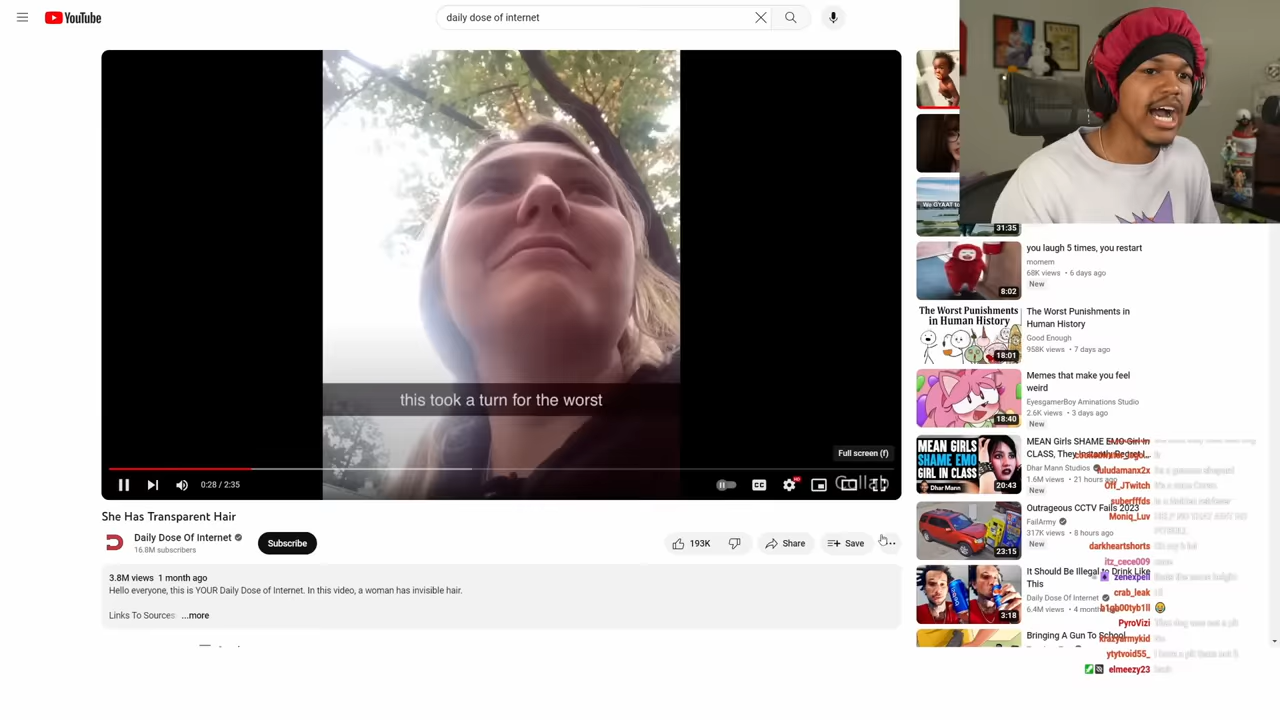 YouTube
daily dose of internet
this took a turn for the worst
Full screen (f)
0:28 / 2:35
CC
She Has Transparent Hair
Daily Dose Of Internet
16.8M subscribers
Subscribe
193K
Share
Save
3.8M views 1 month ago
Hello everyone, this is YOUR Daily Dose of Internet. In this video, a woman has invisible hair.
Links To Sources
...more
WANTED
31:35
you laugh 5 times, you restart
momem
68K views • 6 days ago
New
8:02
The Worst Punishments
in Human History
18:01
The Worst Punishments in
Human History
Good Enough
958K views • 7 days ago
Memes that make you feel
weird
EyesgamerBoy Aminations Studio
2.6K views • 3 days ago
New
18:40
MEAN GIRLS
SHAME
EMO
GIRL IN
CLASS
Dhar Mann
20:43
MEAN Girls SHAME EMO Girl In
CLASS, They Instantly Regret I...
Dhar Mann Studios
1.6M views • 21 hours ago
New
Outrageous CCTV Fails 2023
FailArmy
317K views • 8 hours ago
New
23:15
It Should Be Illegal to Drink Like
This
Daily Dose Of Internet
6.4M views • 4 month
3:18
Bringing A Gun To School
luludamanx2x
Off_JTwitch
superfffds
Moniq_Luv
darkheartshorts
itz_cece009
zenexpell
crab_leak
b1gb00tyb1ll
PyroVizi
krazyarmykid
ytytvoid55_
elmeezy23